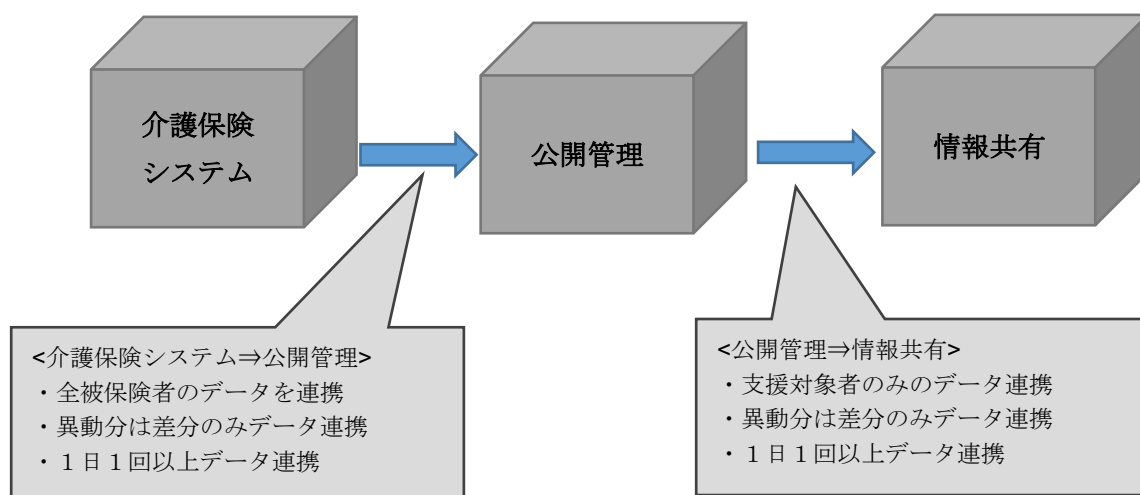 介護保険
システム
公開管理
情報共有
<介護保険システム⇒公開管理>
・全被保険者のデータを連携
・異動分は差分のみデータ連携
・１日１回以上データ連携
<公開管理⇒情報共有>
・支援対象者のみのデータ連携
・異動分は差分のみデータ連携
・１日１回以上データ連携